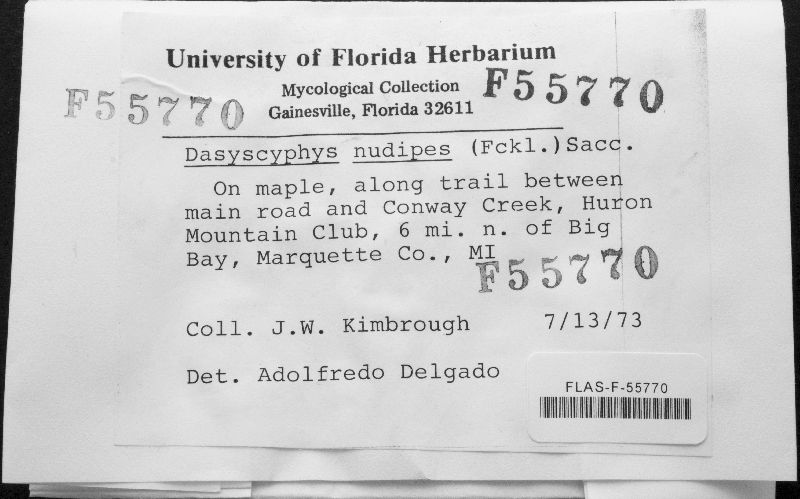 University of Florida Herbarium
Mycological Collection
Gainesville, Florida 32611
F55770
F55770
Dasyscyphys nudipes (Fckl.) Sacc.
On maple, along trail between
main road and Conway Creek, Huron
Mountain Club, 6 mi. n. of Big
Bay, Marquette Co., MI
F55770
Coll. J.W. Kimbrough 7/13/73
Det. Adolfredo Delgado
FLAS-F-55770